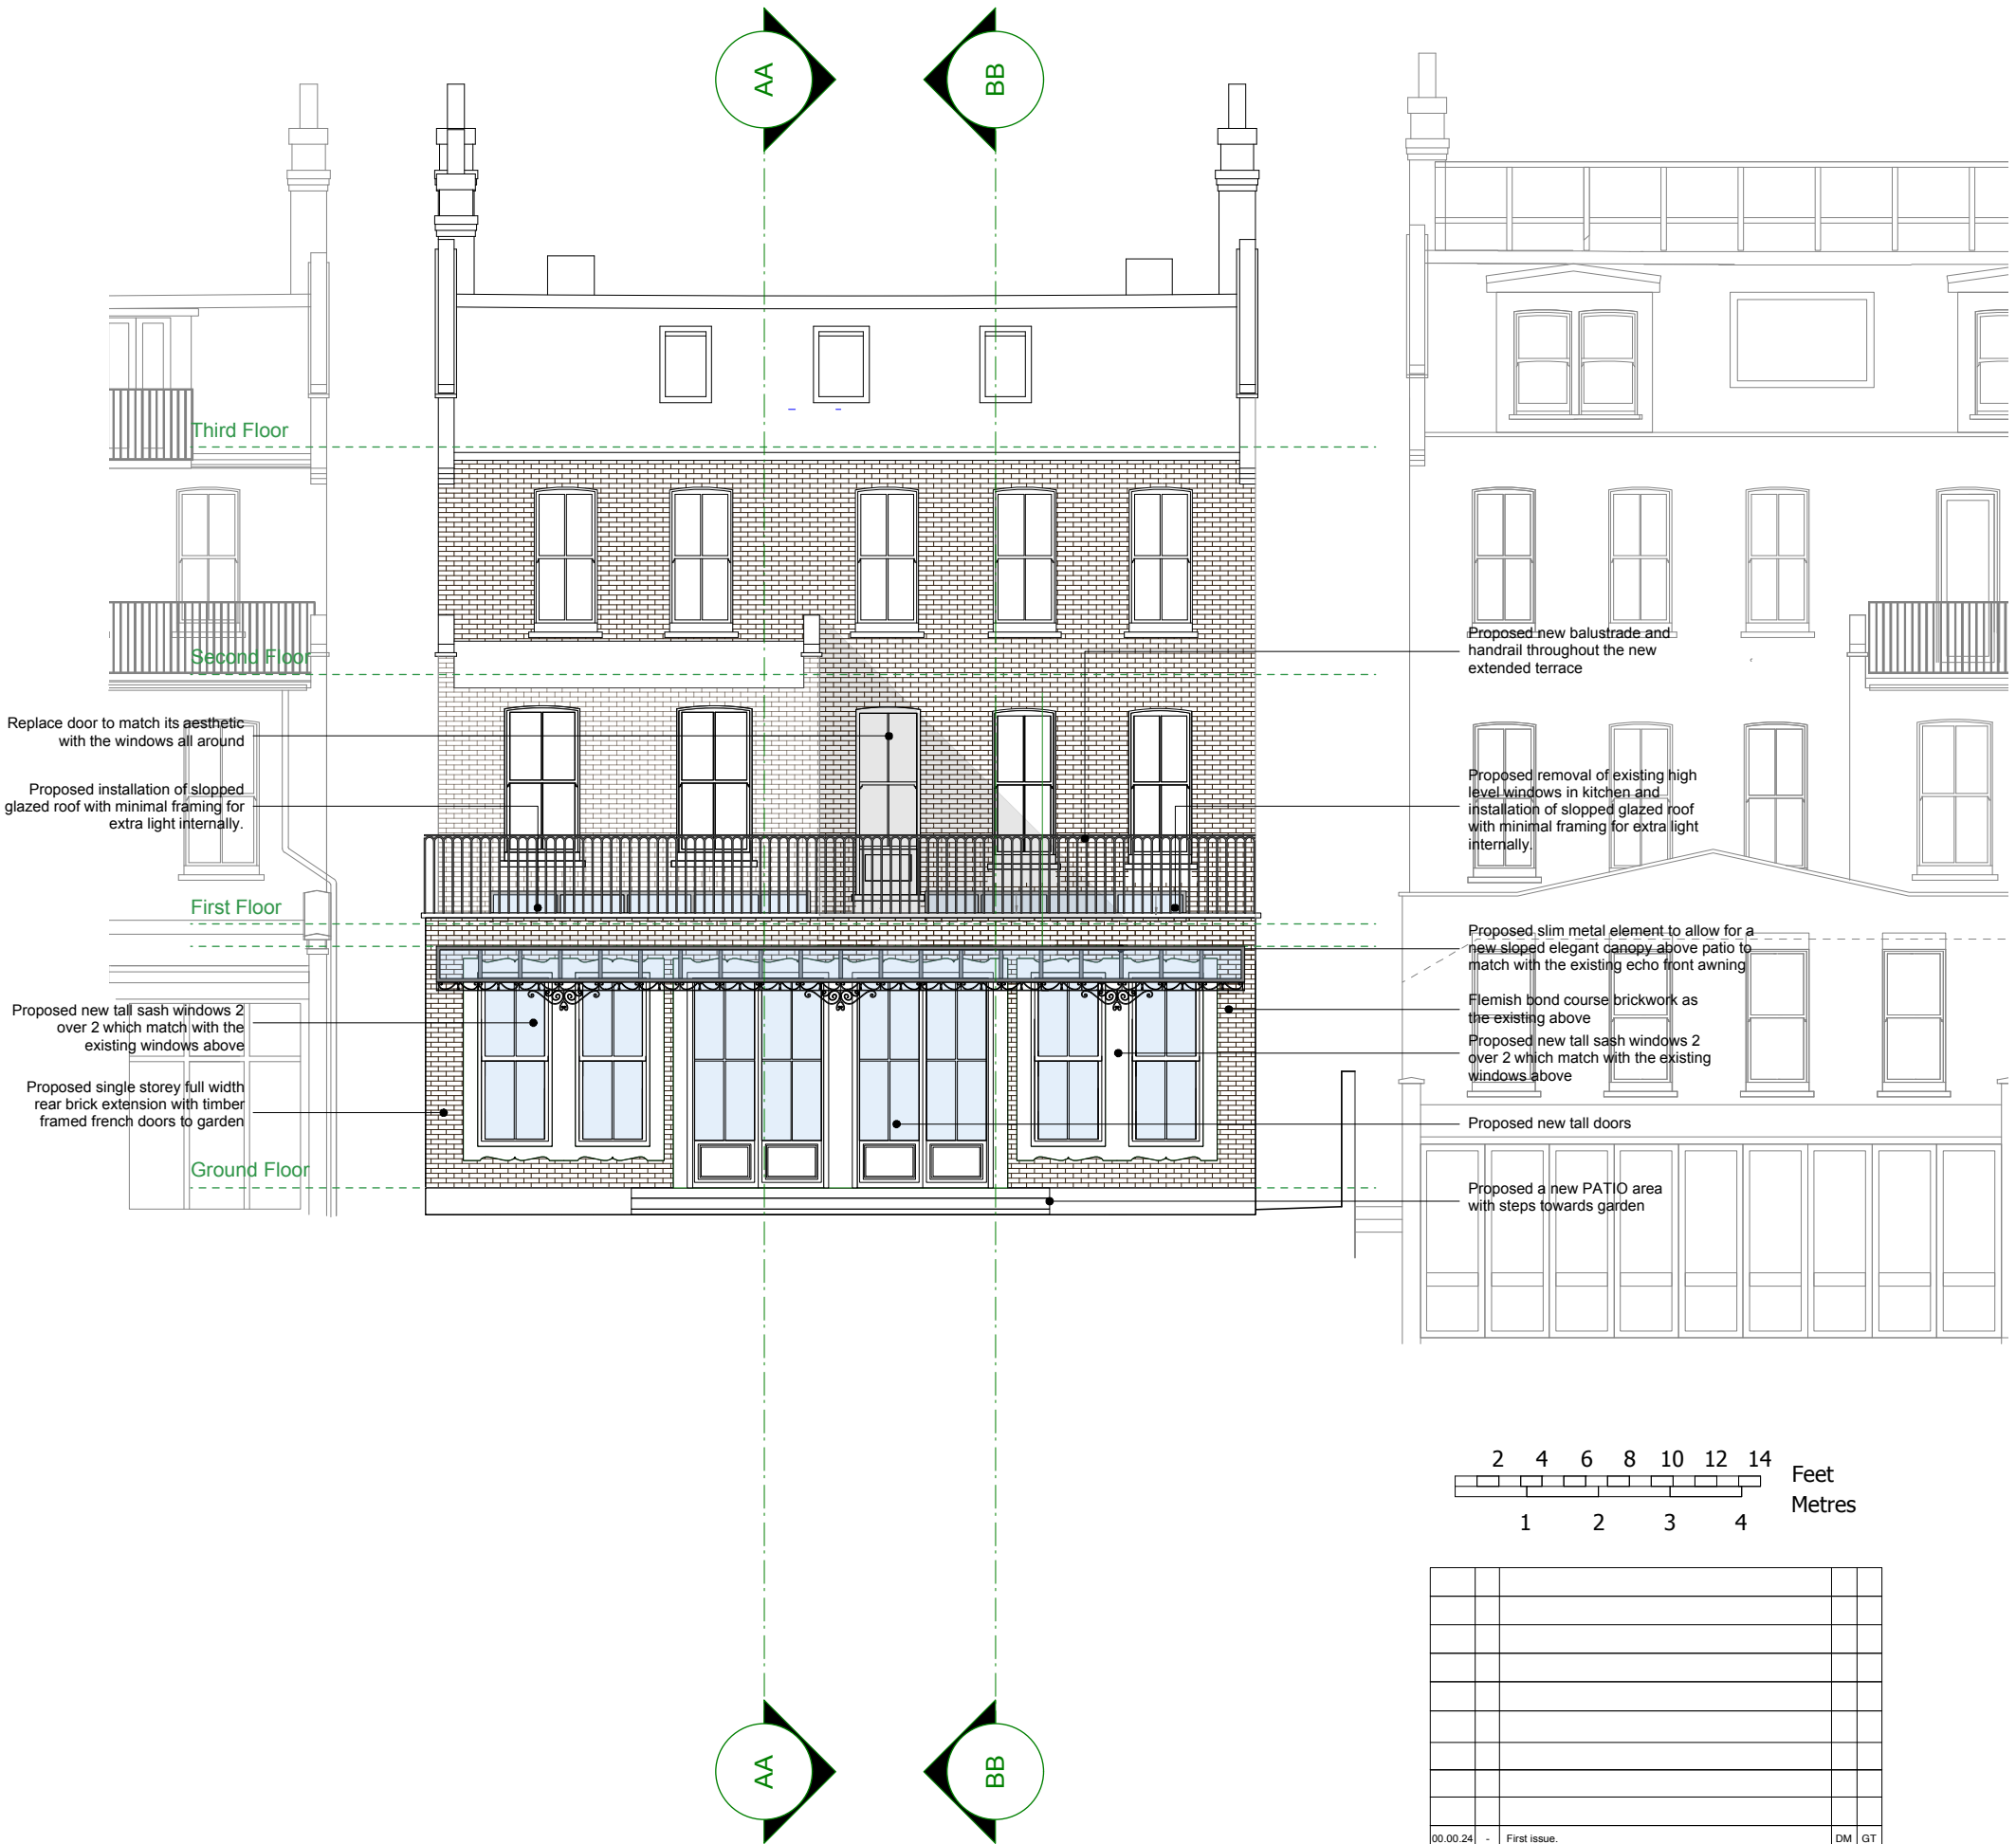 AA
BB
Third Floor
Second Floor
First Floor
Ground Floor
Replace door to match its aesthetic
with the windows all around
Proposed installation of slopped
glazed roof with minimal framing for
extra light internally.
Proposed new tall sash windows 2
over 2 which match with the
existing windows above
Proposed single storey full width
rear brick extension with timber
framed french doors to garden
Proposed new balustrade and
handrail throughout the new
extended terrace
Proposed removal of existing high
level windows in kitchen and
installation of slopped glazed roof
with minimal framing for extra light
internally.
Proposed slim metal element to allow for a
new sloped elegant canopy above patio to
match with the existing echo front awning
Flemish bond course brickwork as
the existing above
Proposed new tall sash windows 2
over 2 which match with the existing
windows above
Proposed new tall doors
Proposed a new PATIO area
with steps towards garden
2 4 6 8 10 12 14
Feet
Metres
1 2 3 4
AA
BB
00.00.24 - First issue. DM GT